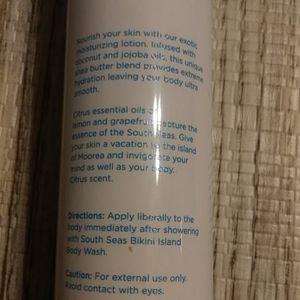 Nourish your skin with our exotic
moisturizing lotion. Infused with
coconut and jojoba oils, this unique
shea butter blend provides extreme
hydration leaving your body ultra
smooth.
Citrus essential oils of
lemon and grapefruit capture the
essence of the South Seas. Give
your skin a vacation to the island
of Moorea and invigorate your
mind as well as your body.
Citrus scent.
Directions: Apply liberally to the
body immediately after showering
with South Seas Bikini Island
Body Wash.
Caution: For external use only.
Avoid contact with eyes.